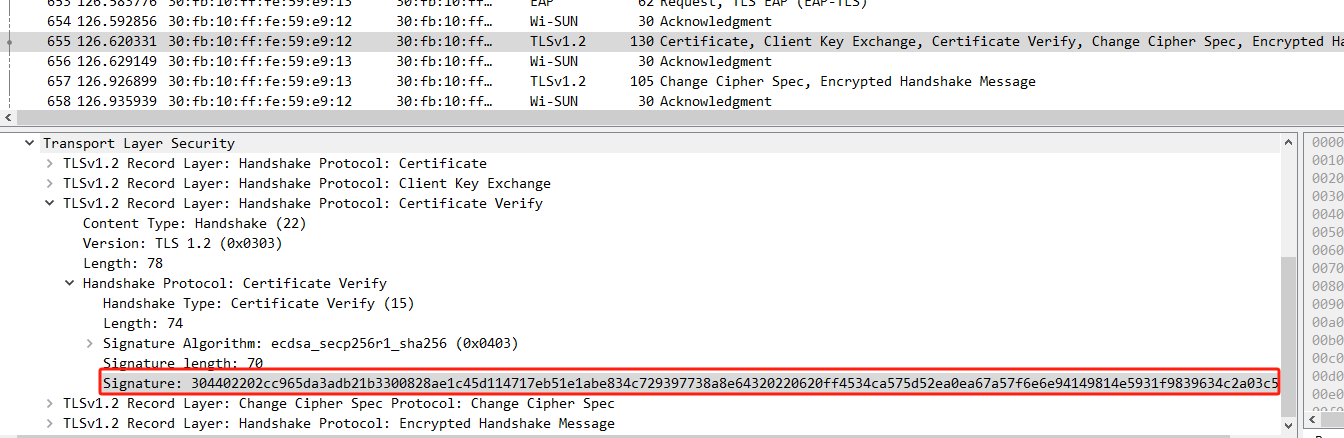 653 126.583776 30:fb:10:ff:fe:59:e9:13 30:fb:10:ff… EAP 62 Request, TLS EAP (EAP-TLS)
654 126.592856 30:fb:10:ff:fe:59:e9:12 30:fb:10:ff… Wi-SUN 30 Acknowledgment
655 126.620331 30:fb:10:ff:fe:59:e9:12 30:fb:10:ff… TLSv1.2 130 Certificate, Client Key Exchange, Certificate Verify, Change Cipher Spec, Encrypted Ha
656 126.629149 30:fb:10:ff:fe:59:e9:13 30:fb:10:ff… Wi-SUN 30 Acknowledgment
657 126.926899 30:fb:10:ff:fe:59:e9:13 30:fb:10:ff… TLSv1.2 105 Change Cipher Spec, Encrypted Handshake Message
658 126.935939 30:fb:10:ff:fe:59:e9:12 30:fb:10:ff… Wi-SUN 30 Acknowledgment
Transport Layer Security
TLSv1.2 Record Layer: Handshake Protocol: Certificate
TLSv1.2 Record Layer: Handshake Protocol: Client Key Exchange
TLSv1.2 Record Layer: Handshake Protocol: Certificate Verify
Content Type: Handshake (22)
Version: TLS 1.2 (0x0303)
Length: 78
Handshake Protocol: Certificate Verify
Handshake Type: Certificate Verify (15)
Length: 74
Signature Algorithm: ecdsa_secp256r1_sha256 (0x0403)
Signature length: 70
Signature: 304402202cc965da3adb21b3300828ae1c45d114717eb51e1abe834c729397738a8e64320220620ff4534ca575d52ea0ea67a57f6e6e94149814e5931f9839634c2a03c5
TLSv1.2 Record Layer: Change Cipher Spec Protocol: Change Cipher Spec
TLSv1.2 Record Layer: Handshake Protocol: Encrypted Handshake Message
0000
0010
0020
0030
0040
0050
0060
0070
0080
0090
00a0
00b0
00c0
00d0
00e0